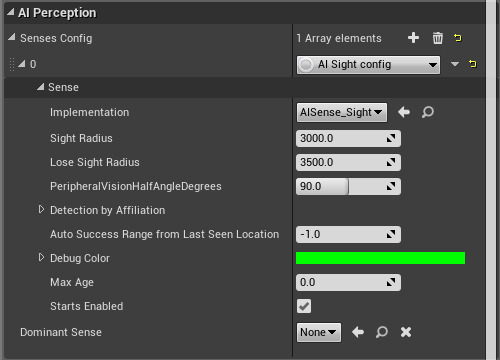 AI Perception
Senses Config 1 Array elements
0 AI Sight config
Sense
Implementation AISense_Sight
Sight Radius 3000.0
Lose Sight Radius 3500.0
PeripheralVisionHalfAngleDegrees 90.0
Detection by Affiliation
Auto Success Range from Last Seen Location -1.0
Debug Color
Max Age 0.0
Starts Enabled
Dominant Sense None